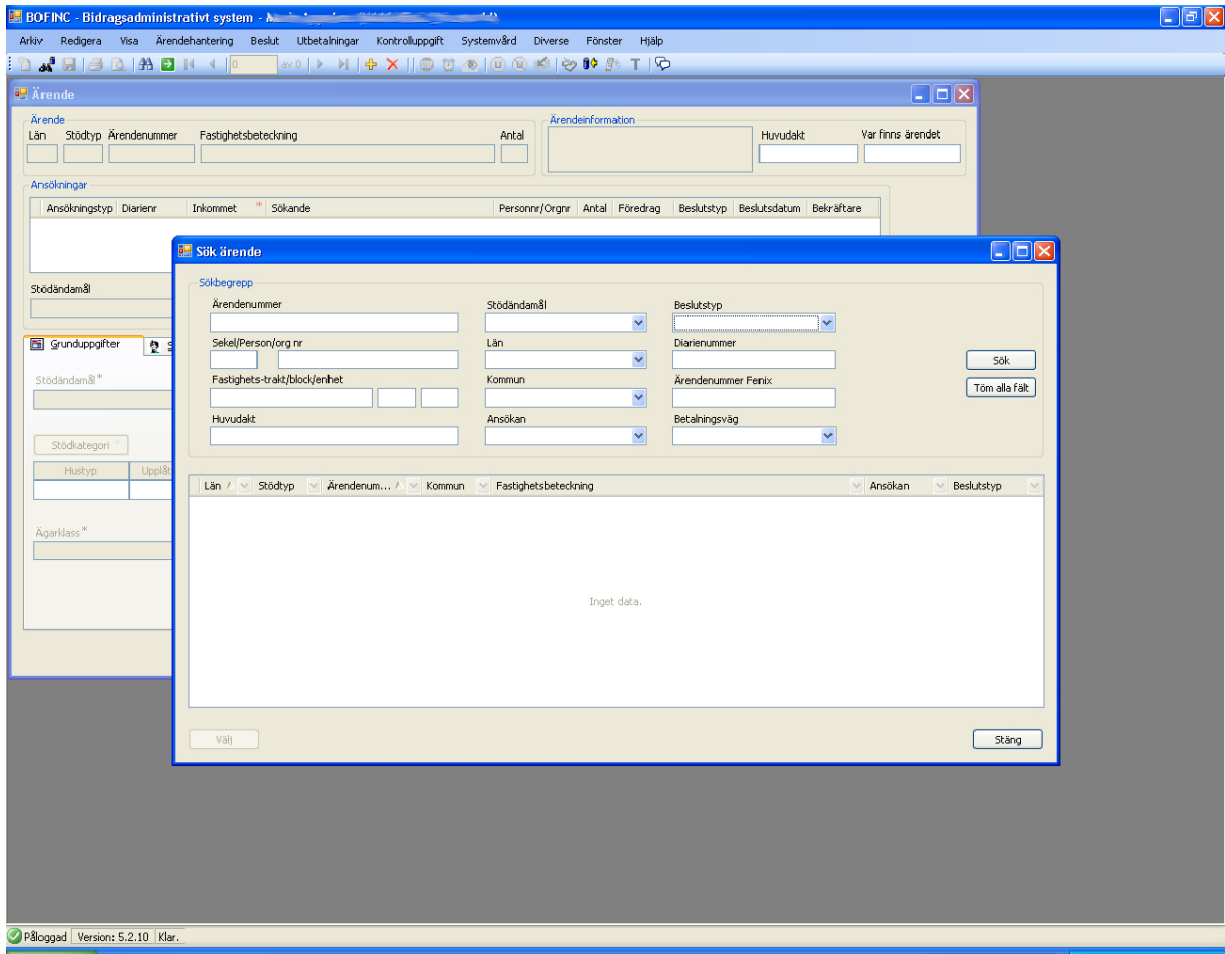 BOFINC - Bidragsadministrativt system -
Arkiv Redigera Visa Ärendehantering Beslut Utbetalningar Kontrolluppgift Systemvård Diverse Fönster Hjälp
0 av 0 T
Ärende
Ärende Ärendeinformation
Län Stödtyp Ärendenummer Fastighetsbeteckning Antal Huvudakt Var finns ärendet
Ansökningar
Ansökningstyp Diarienr Inkommet * Sökande Personnr/Orgnr Antal Föredrag Beslutstyp Beslutsdatum Bekräftare
Stödändamål
Grunduppgifter S
Stödändamål *
Stödkategori *
Hustyp Upplåt
Ägarklass *
Sök ärende
Sökbegrepp
Ärendenummer Stödändamål Beslutstyp
Sekel/Person/org nr Län Diarienummer
Sök
Fastighets-trakt/block/enhet Kommun Ärendenummer Fenix
Töm alla fält
Huvudakt Ansökan Betalningsväg
Län Stödtyp Ärendenum... Kommun Fastighetsbeteckning Ansökan Beslutstyp
Inget data.
Välj Stäng
Påloggad Version: 5.2.10 Klar.